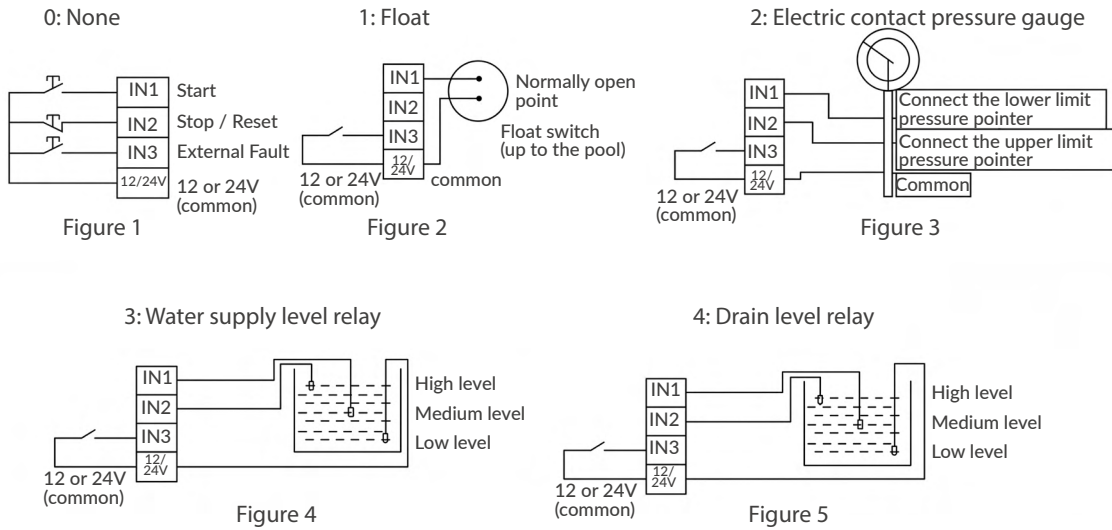 0: None
IN1
Start
IN2
Stop / Reset
IN3
External Fault
12/24V
12 or 24V
(common)
Figure 1
1: Float
IN1
IN2
IN3
12/
24V
Normally open
point
Float switch
(up to the pool)
12 or 24V
(common)
common
Figure 2
2: Electric contact pressure gauge
IN1
IN2
IN3
12/
24V
Connect the lower limit
pressure pointer
Connect the upper limit
pressure pointer
Common
12 or 24V
(common)
Figure 3
3: Water supply level relay
IN1
IN2
IN3
12/
24V
High level
Medium level
Low level
12 or 24V
(common)
Figure 4
4: Drain level relay
IN1
IN2
IN3
12/
24V
High level
Medium level
Low level
12 or 24V
(common)
Figure 5